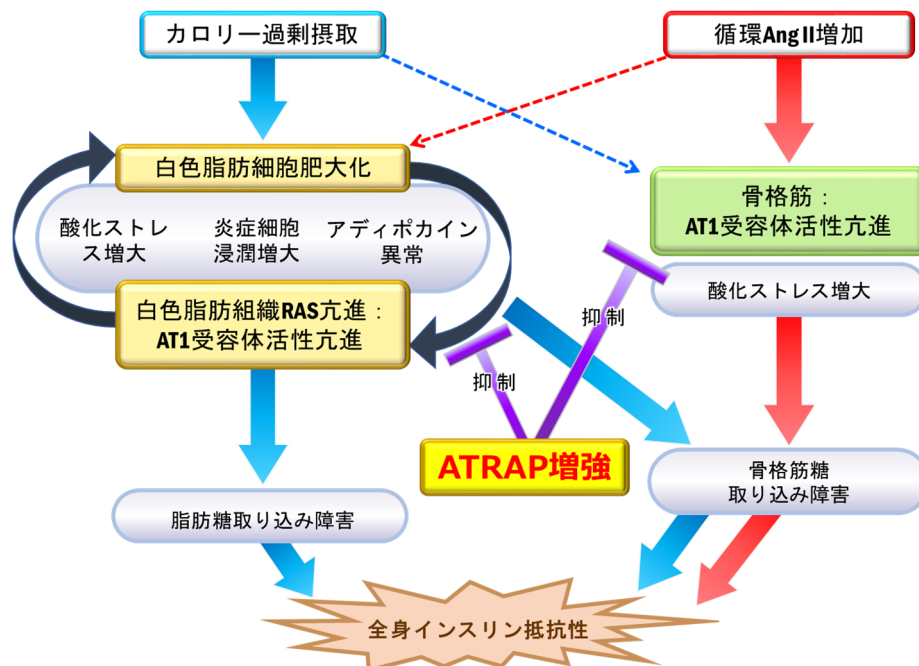 カロリー過剰摂取
循環AngII増加
白色脂肪細胞肥大化
酸化ストレ
ス増大
炎症細胞
浸潤増大
アディポカイン
異常
白色脂肪組織RAS亢進：
AT1受容体活性亢進
骨格筋：
AT1受容体活性亢進
酸化ストレス増大
抑制
抑制
ATRAP増強
脂肪糖取り込み障害
骨格筋糖
取り込み障害
全身インスリン抵抗性